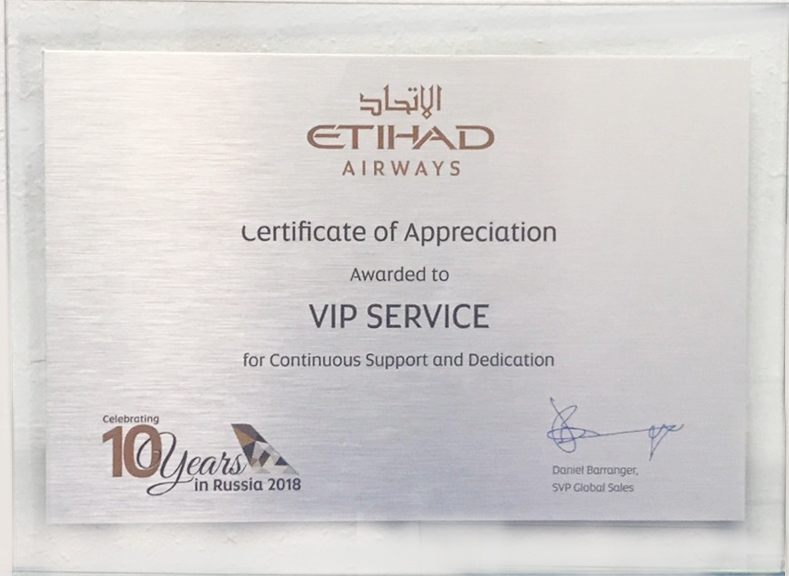 الاتحاد
ETIHAD
AIRWAYS
Certificate of Appreciation
Awarded to
VIP SERVICE
for Continuous Support and Dedication
Celebrating
10 Years
in Russia 2018
Daniel Barranger,
SVP Global Sales